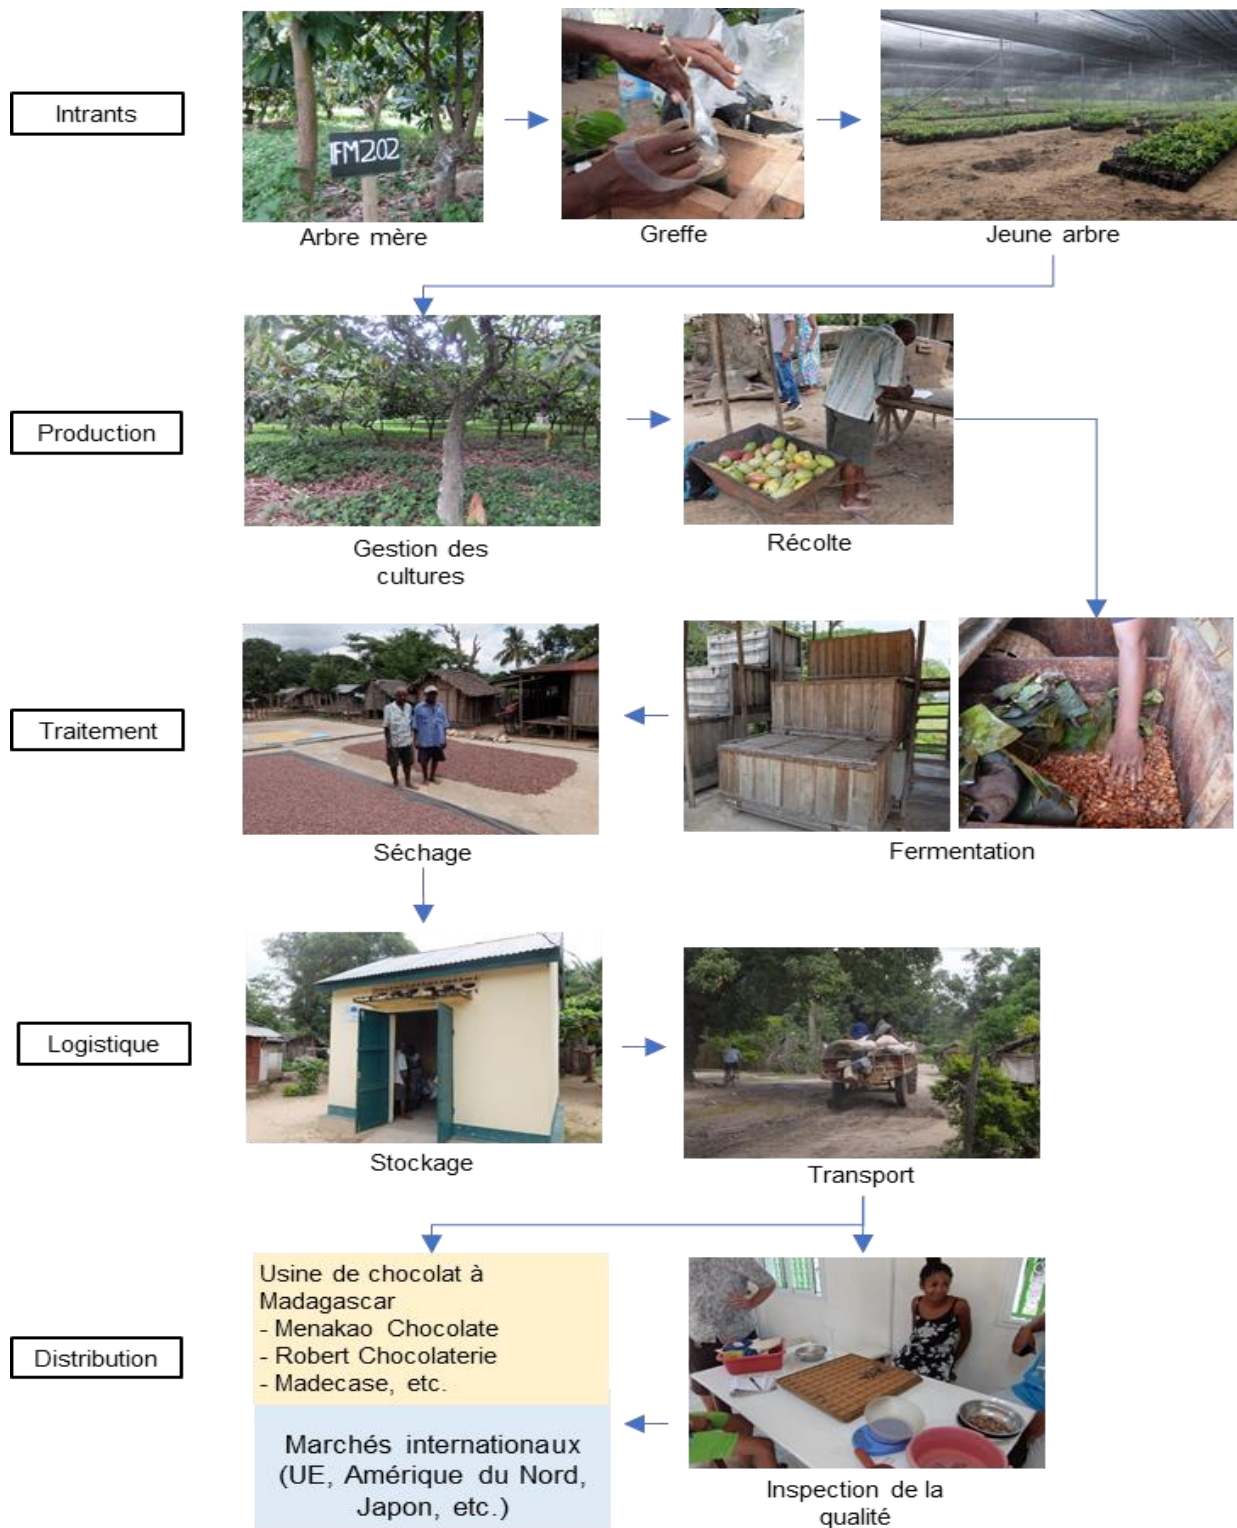 Intrants
1FM202
Arbre mère
Greffe
Jeune arbre
Production
Gestion des
cultures
Récolte
Traitement
Séchage
Fermentation
Logistique
Stockage
Transport
Distribution
Usine de chocolat à
Madagascar
- Menakao Chocolate
- Robert Chocolaterie
- Madecase, etc.
Marchés internationaux
(UE, Amérique du Nord,
Japon, etc.)
Inspection de la
qualité